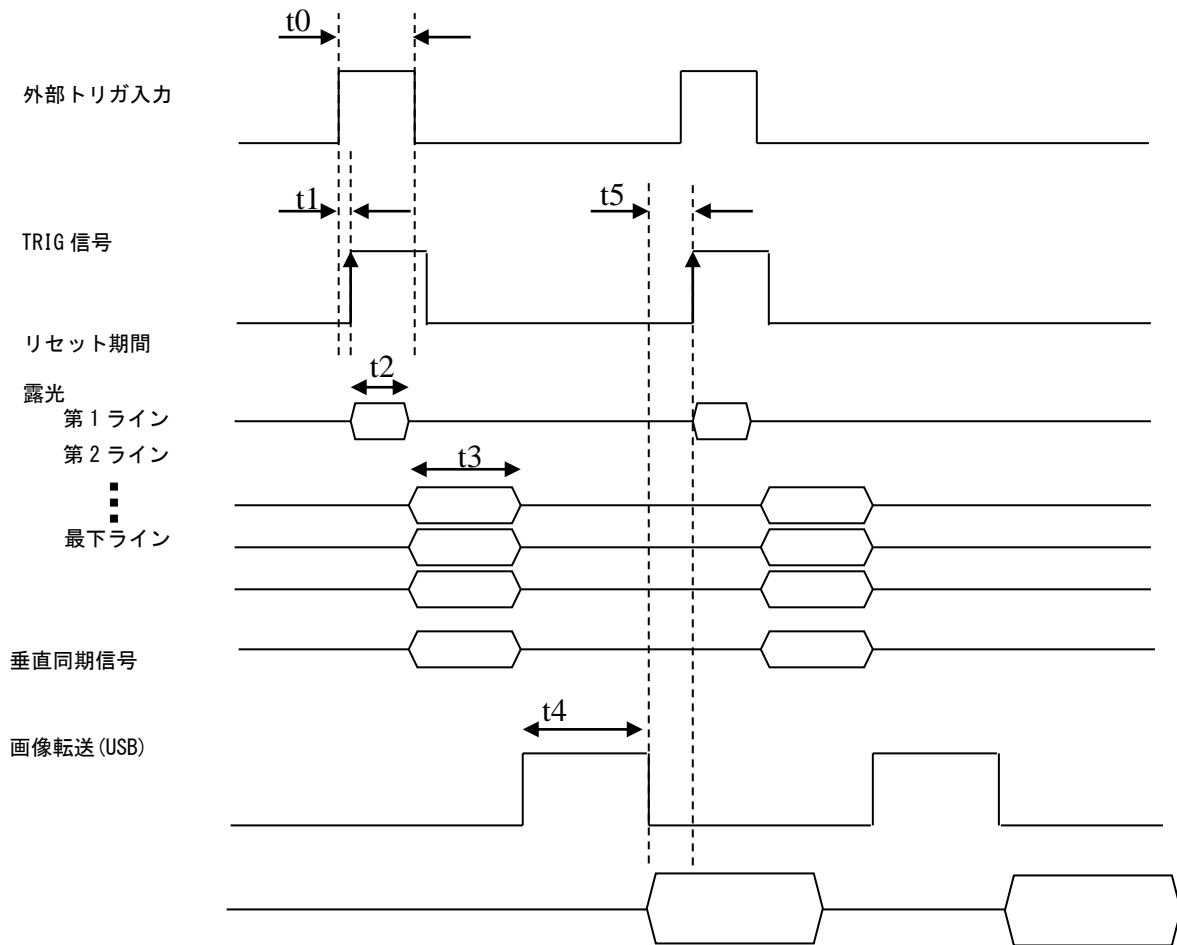 t0
外部トリガ入力
t1
t5
TRIG 信号
リセット期間
t2
露光
第1ライン
第2ライン
t3
最下ライン
垂直同期信号
t4
画像転送(USB)